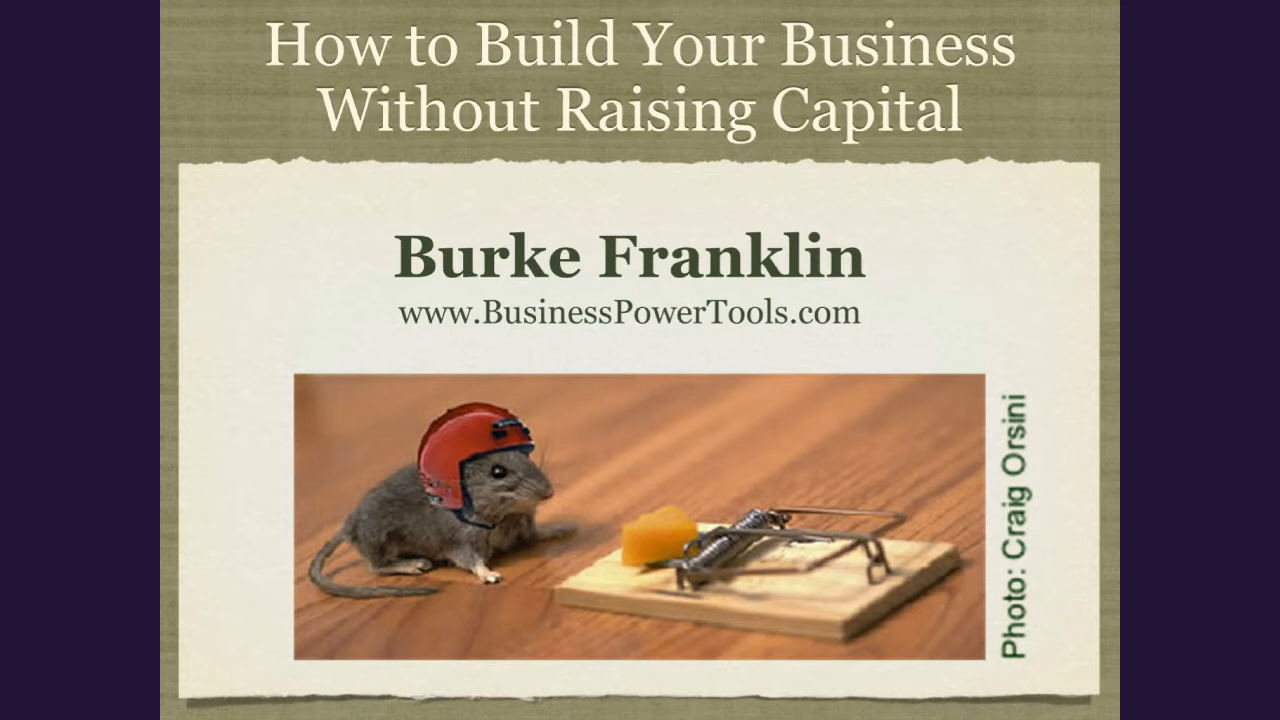 How to Build Your Business
Without Raising Capital
Burke Franklin
www.BusinessPowerTools.com
Photo: Craig Orsini